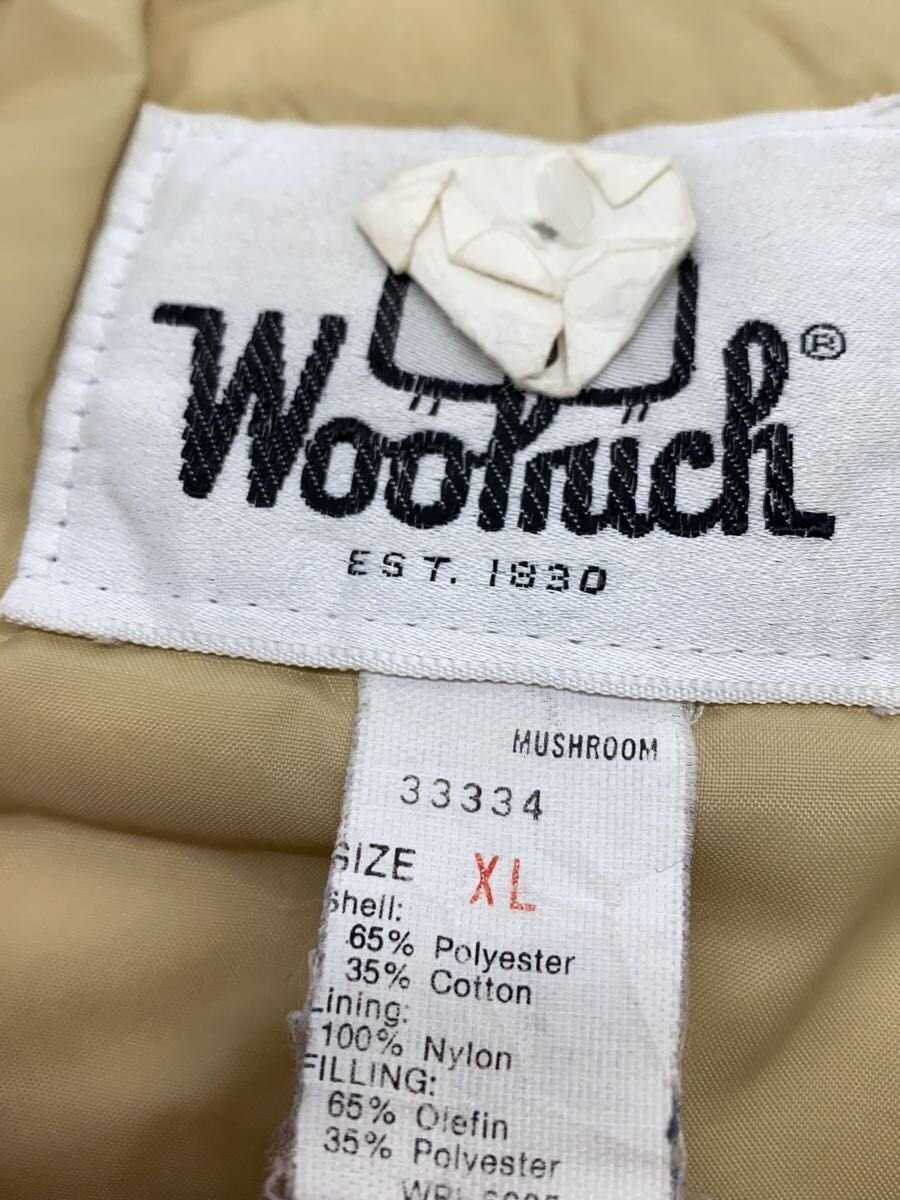 Woolrich®
EST. 1830
MUSHROOM
33334
SIZE XL
Shell:
65% Polyester
35% Cotton
Lining:
100% Nylon
FILLING:
65% Olefin
35% Polyester